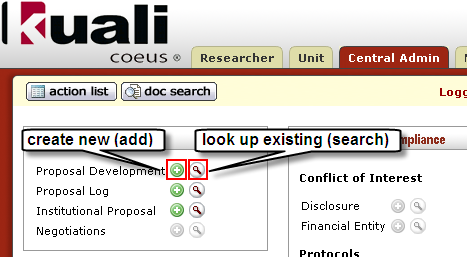 Kuali
coeus ®
Researcher
Unit
Central Admin
action list
doc search
Logg
create new (add)
look up existing (search)
mpliance
Proposal Development
Proposal Log
Institutional Proposal
Negotiations
Conflict of Interest
Disclosure
Financial Entity
Protocols